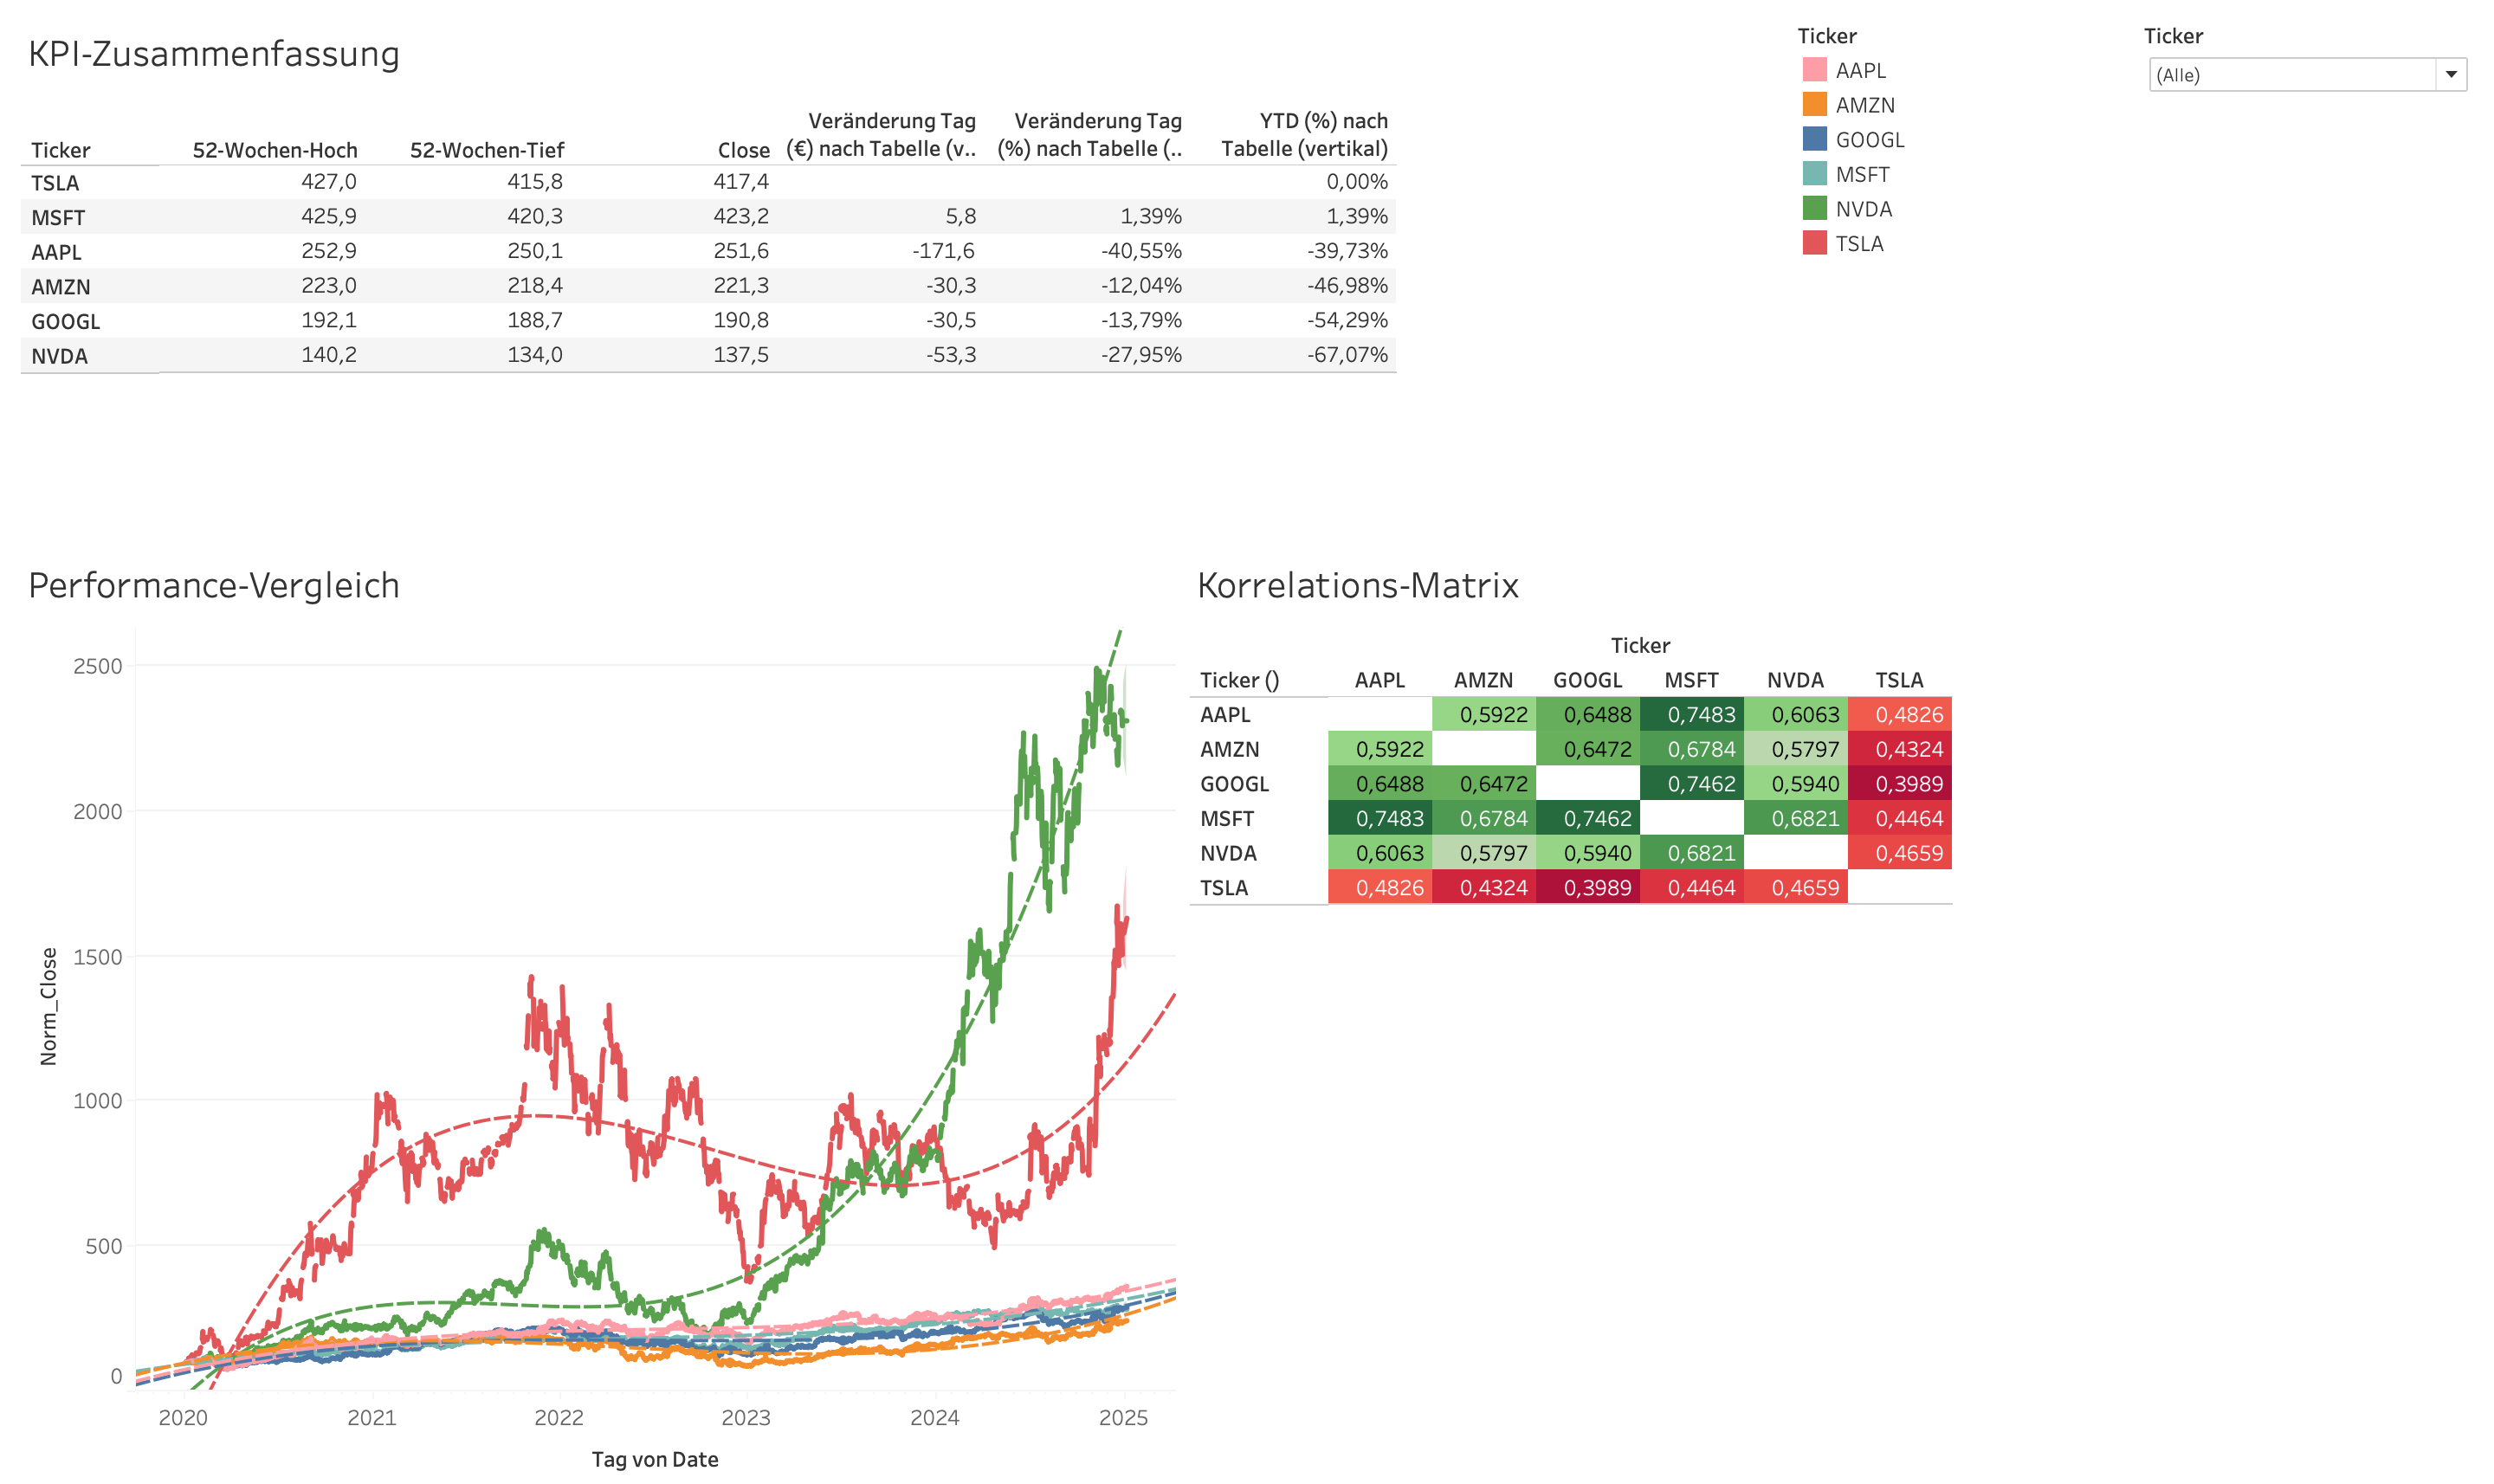 KPI-Zusammenfassung
Ticker
Ticker
AAPL
AMZN
GOOGL
MSFT
NVDA
TSLA
(Alle)
Ticker 52-Wochen-Hoch 52-Wochen-Tief Close Veränderung Tag (€) nach Tabelle (v.. Veränderung Tag (%) nach Tabelle (.. YTD (%) nach Tabelle (vertikal)
TSLA 427,0 415,8 417,4 0,00%
MSFT 425,9 420,3 423,2 5,8 1,39% 1,39%
AAPL 252,9 250,1 251,6 -171,6 -40,55% -39,73%
AMZN 223,0 218,4 221,3 -30,3 -12,04% -46,98%
GOOGL 192,1 188,7 190,8 -30,5 -13,79% -54,29%
NVDA 140,2 134,0 137,5 -53,3 -27,95% -67,07%
Performance-Vergleich
2500
2000
1500
1000
500
0
Norm_Close
2020 2021 2022 2023 2024 2025
Tag von Date
Korrelations-Matrix
Ticker
Ticker () AAPL AMZN GOOGL MSFT NVDA TSLA
AAPL 0,5922 0,6488 0,7483 0,6063 0,4826
AMZN 0,5922 0,6472 0,6784 0,5797 0,4324
GOOGL 0,6488 0,6472 0,7462 0,5940 0,3989
MSFT 0,7483 0,6784 0,7462 0,6821 0,4464
NVDA 0,6063 0,5797 0,5940 0,6821 0,4659
TSLA 0,4826 0,4324 0,3989 0,4464 0,4659